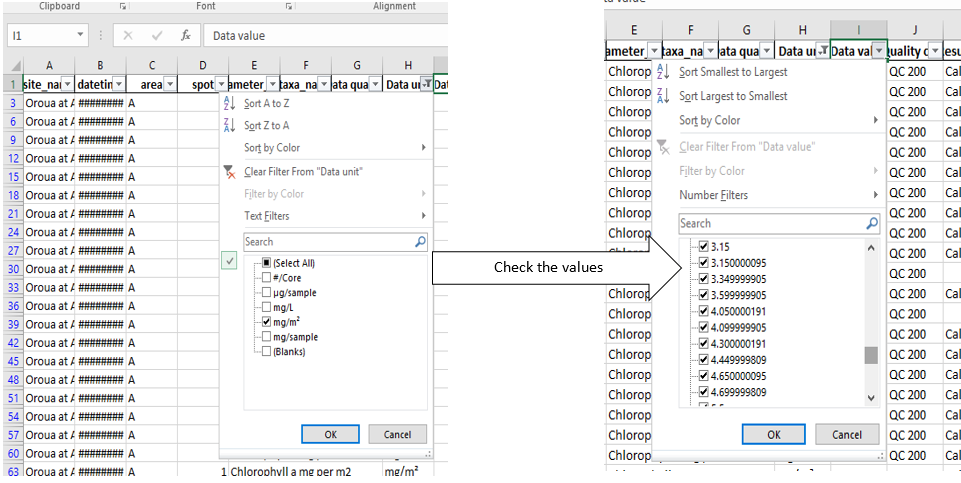 ta value
Clipboard Font Alignment
I1 fx Data value
A B C D E F G H
1 site_na datetin area spot ameter taxa_na ata qua Data ur Dat
3 Oroua at A ######## A
6 Oroua at A ######## A
9 Oroua at A ######## A
12 Oroua at A ######## A
15 Oroua at A ######## A
18 Oroua at A ######## A
21 Oroua at A ######## A
24 Oroua at A ######## A
27 Oroua at A ######## A
30 Oroua at A ######## A
33 Oroua at A ######## A
36 Oroua at A ######## A
39 Oroua at A ######## A
42 Oroua at A ######## A
45 Oroua at A ######## A
48 Oroua at A ######## A
51 Oroua at A ######## A
54 Oroua at A ######## A
57 Oroua at A ######## A
60 Oroua at A ######## A
63 Oroua at A ######## A 1 Chlorophyll a mg per m2 mg/m²
Sort A to Z
Sort Z to A
Sort by Color
Clear Filter From "Data unit"
Filter by Color
Text Filters
Search
(Select All)
#/Core
µg/sample
mg/L
mg/m²
mg/sample
(Blanks)
OK Cancel
Check the values
E F G H I J
ameter taxa_na ata qua Data ur Data val Quality c Resu
Chlorop QC 200 Cal
Chlorop QC 200 Cal
Chlorop QC 200 Cal
Chlorop QC 200 Cal
Chlorop QC 200 Cal
Chlorop QC 200 Cal
Chlorop QC 200 Cal
Chlorop QC 200 Cal
Chlorop QC 200 Cal
Chlorop QC 200 Cal
Chlorop QC 200
Chlorop QC 200 Cal
Chlorop QC 200
Chlorop QC 200 Cal
Chlorop QC 200 Cal
Chlorop QC 200 Cal
Chlorop QC 200 Cal
Chlorop QC 200 Cal
Chlorop QC 200 Cal
Chlorop QC 200 Cal
Sort Smallest to Largest
Sort Largest to Smallest
Sort by Color
Clear Filter From "Data value"
Filter by Color
Number Filters
Search
3.15
3.150000095
3.349999905
3.599999905
4.050000191
4.099999905
4.300000191
4.449999809
4.650000095
4.699999809
OK Cancel